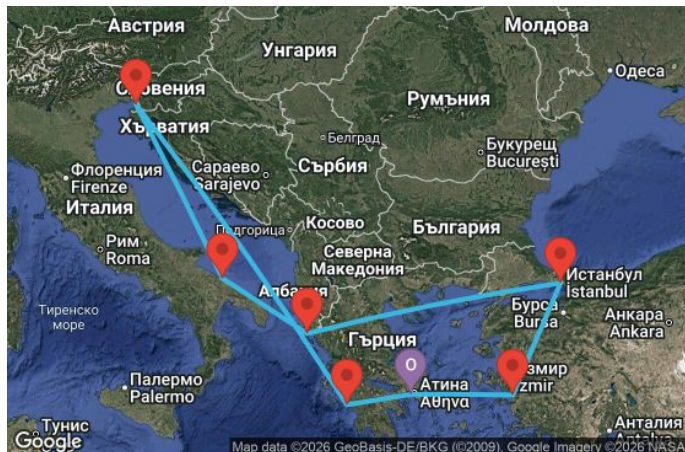 Австрия
Молдова
Унгария
Одеса
Словения
Румъния
Хърватия
Белград
Букурещ
București
Флоренция
Firenze
Сараево
Sarajevo
Сърбия
Италия
Подгорица
Косово
България
Рим
Roma
Северна
Македония
Истанбул
İstanbul
Албания
Тиренско
море
Бурса
Bursa
Анкара
Ankara
Гърция
O
Палермо
Palermo
Атина
Αθήνα
Измир
İzmir
Тунис
Анталия
Google
Map data ©2026 GeoBasis-DE/BKG (©2009), Google Imagery ©2026 NASA